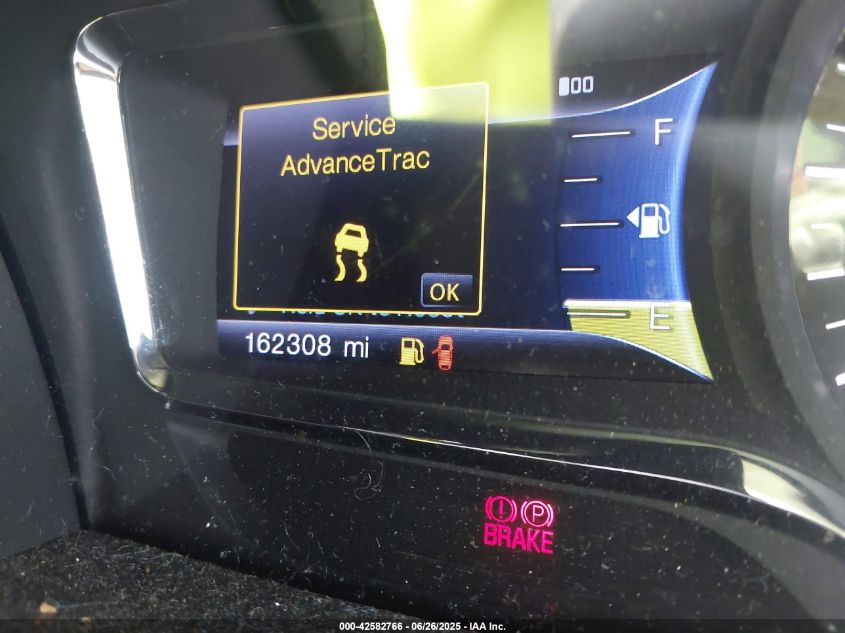 Service
AdvanceTrac
OK
F
E
162308 mi
P
BRAKE
000-42582766 - 06/26/2025 - IAA Inc.